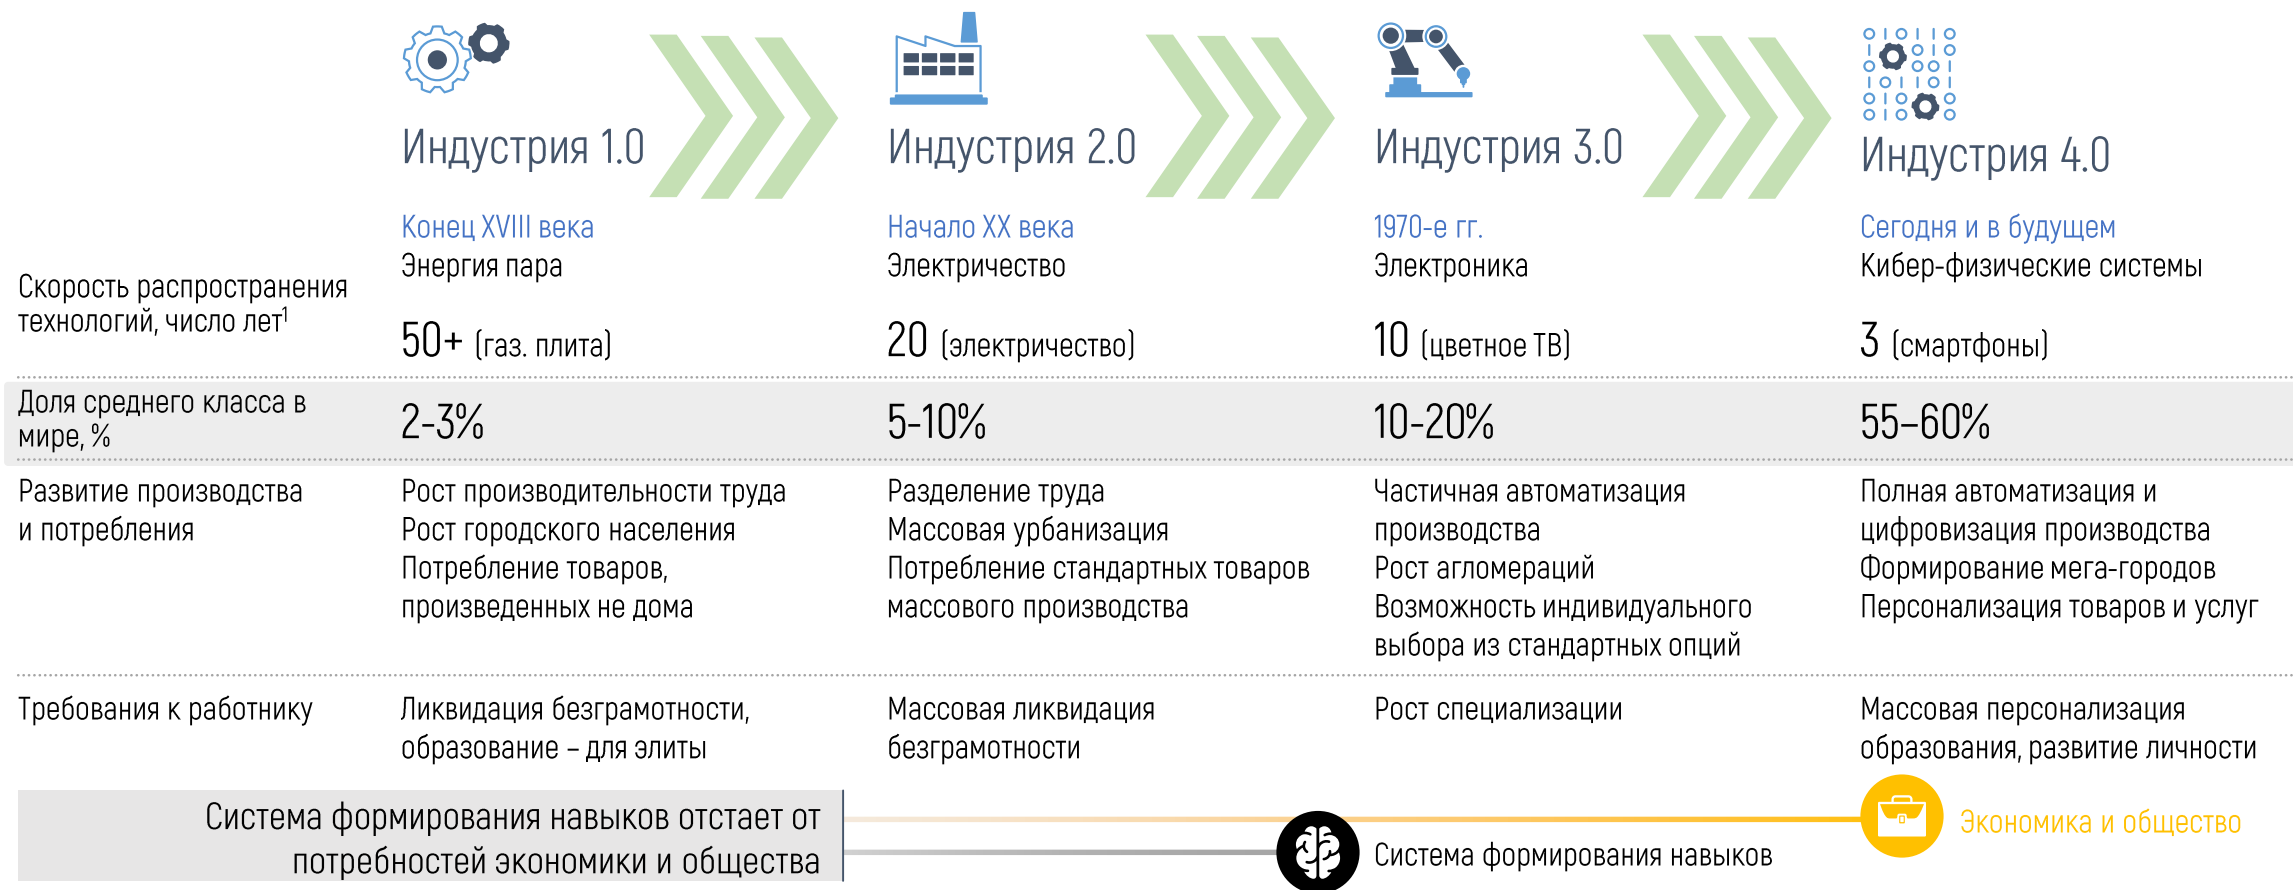 Индустрия 1.0
Индустрия 2.0
Индустрия 3.0
Индустрия 4.0
Конец XVIII века
Энергия пара
Начало XX века
Электричество
1970-е гг.
Электроника
Сегодня и в будущем
Кибер-физические системы
Скорость распространения
технологий, число лет¹
50+ (газ. плита)
20 (электричество)
10 (цветное ТВ)
3 (смартфоны)
Доля среднего класса в
мире, %
2-3%
5-10%
10-20%
55–60%
Развитие производства
и потребления
Рост производительности труда
Рост городского населения
Потребление товаров,
произведенных не дома
Разделение труда
Массовая урбанизация
Потребление стандартных товаров
массового производства
Частичная автоматизация
производства
Рост агломераций
Возможность индивидуального
выбора из стандартных опций
Полная автоматизация и
цифровизация производства
Формирование мега-городов
Персонализация товаров и услуг
Требования к работнику
Ликвидация безграмотности,
образование – для элиты
Массовая ликвидация
безграмотности
Рост специализации
Массовая персонализация
образования, развитие личности
Система формирования навыков отстает от
потребностей экономики и общества
Экономика и общество
Система формирования навыков